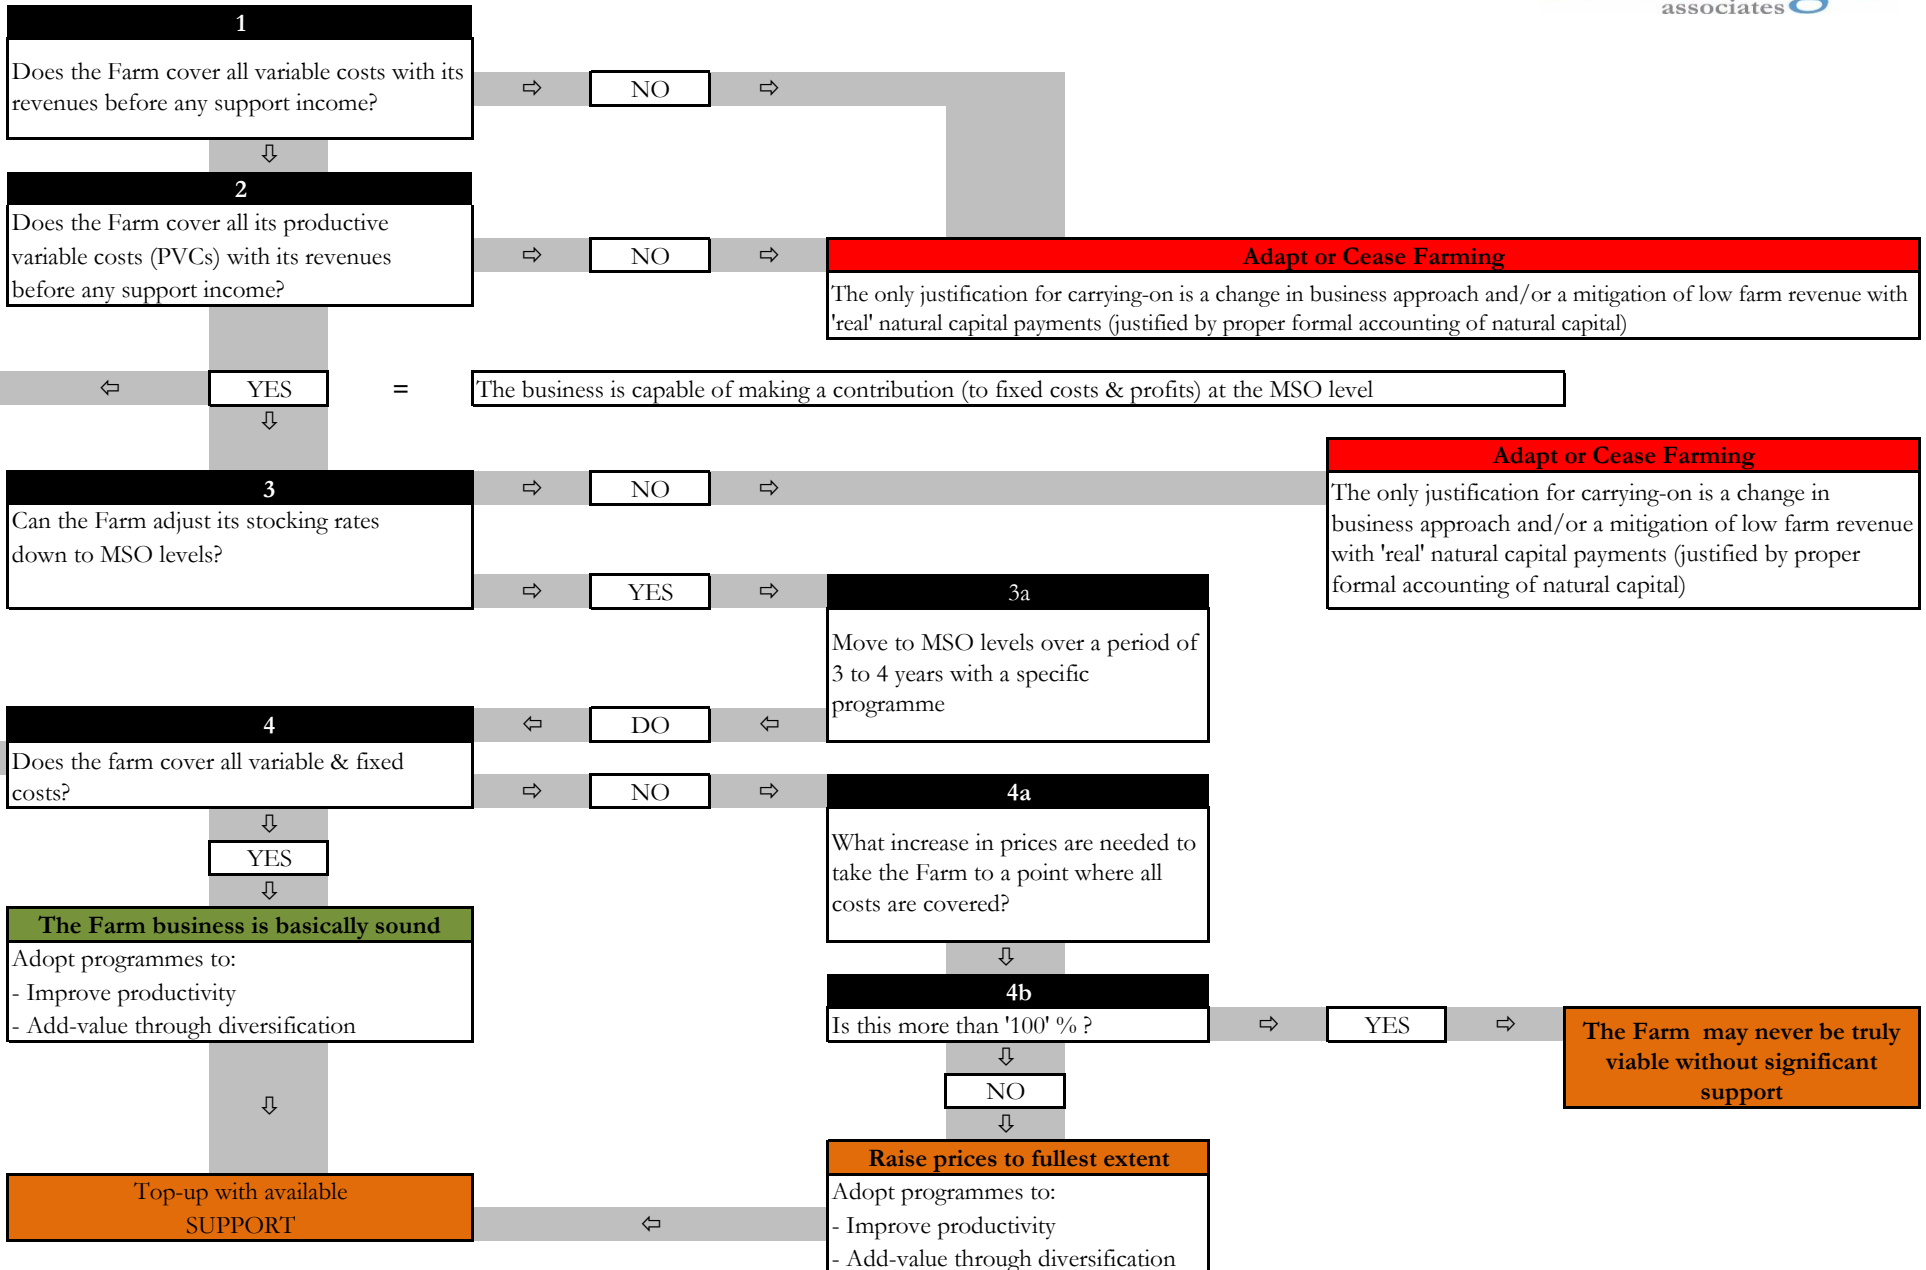 associates
1
Does the Farm cover all variable costs with its
revenues before any support income?
⇨ NO ⇨
⇩
2
Does the Farm cover all its productive
variable costs (PVCs) with its revenues
before any support income?
⇨ NO ⇨
Adapt or Cease Farming
The only justification for carrying-on is a change in business approach and/or a mitigation of low farm revenue with
'real' natural capital payments (justified by proper formal accounting of natural capital)
⇦ YES = The business is capable of making a contribution (to fixed costs & profits) at the MSO level
⇩
3
Can the Farm adjust its stocking rates
down to MSO levels?
⇨ NO ⇨
Adapt or Cease Farming
The only justification for carrying-on is a change in
business approach and/or a mitigation of low farm revenue
with 'real' natural capital payments (justified by proper
formal accounting of natural capital)
⇨ YES ⇨
3a
Move to MSO levels over a period of
3 to 4 years with a specific
programme
⇦ DO ⇦
4
Does the farm cover all variable & fixed
costs?
⇨ NO ⇨
4a
What increase in prices are needed to
take the Farm to a point where all
costs are covered?
⇩
YES
⇩
The Farm business is basically sound
Adopt programmes to:
- Improve productivity
- Add-value through diversification
⇩
4b
Is this more than '100' % ?
⇨ YES ⇨
The Farm may never be truly
viable without significant
support
⇩
NO
⇩
⇩
Raise prices to fullest extent
Adopt programmes to:
- Improve productivity
- Add-value through diversification
⇦
Top-up with available
SUPPORT